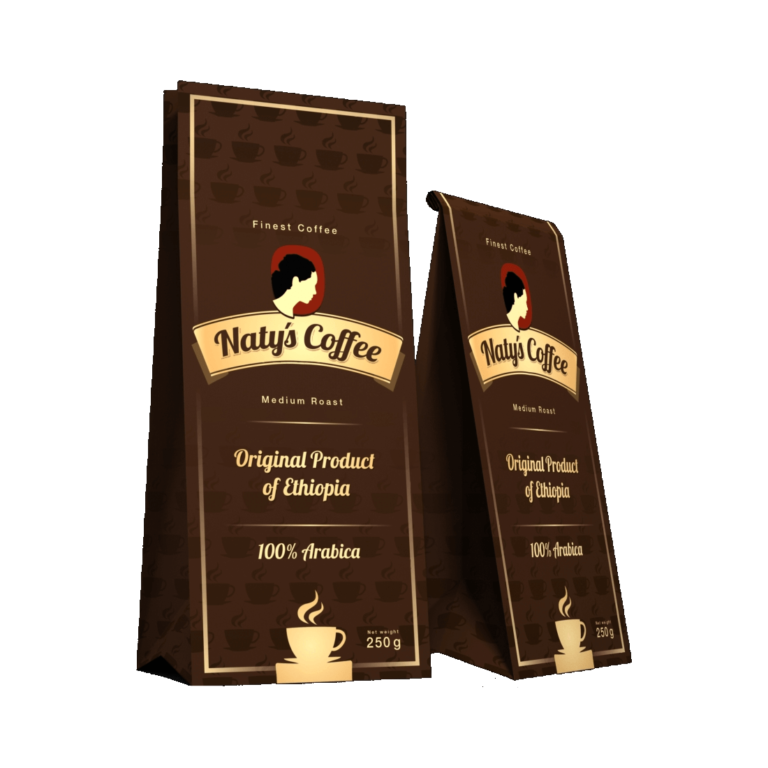 Finest Coffee
Naty's Coffee
Medium Roast
Original Product
of Ethiopia
100% Arabica
Net weight
250 g
Finest Coffee
Naty's Coffee
Medium Roast
Original Product
of Ethiopia
100% Arabica
Net weight
250 g